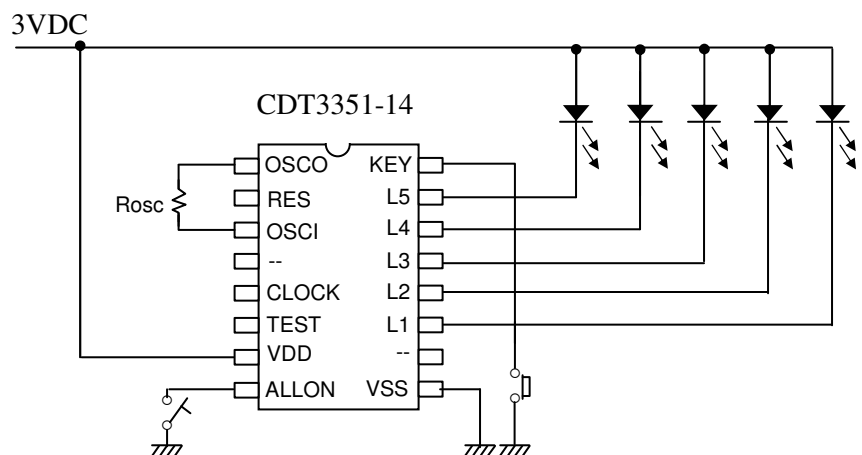 3VDC
CDT3351-14
OSCO KEY
RES L5
Rosc
OSCI L4
-- L3
CLOCK L2
TEST L1
VDD --
ALLON VSS